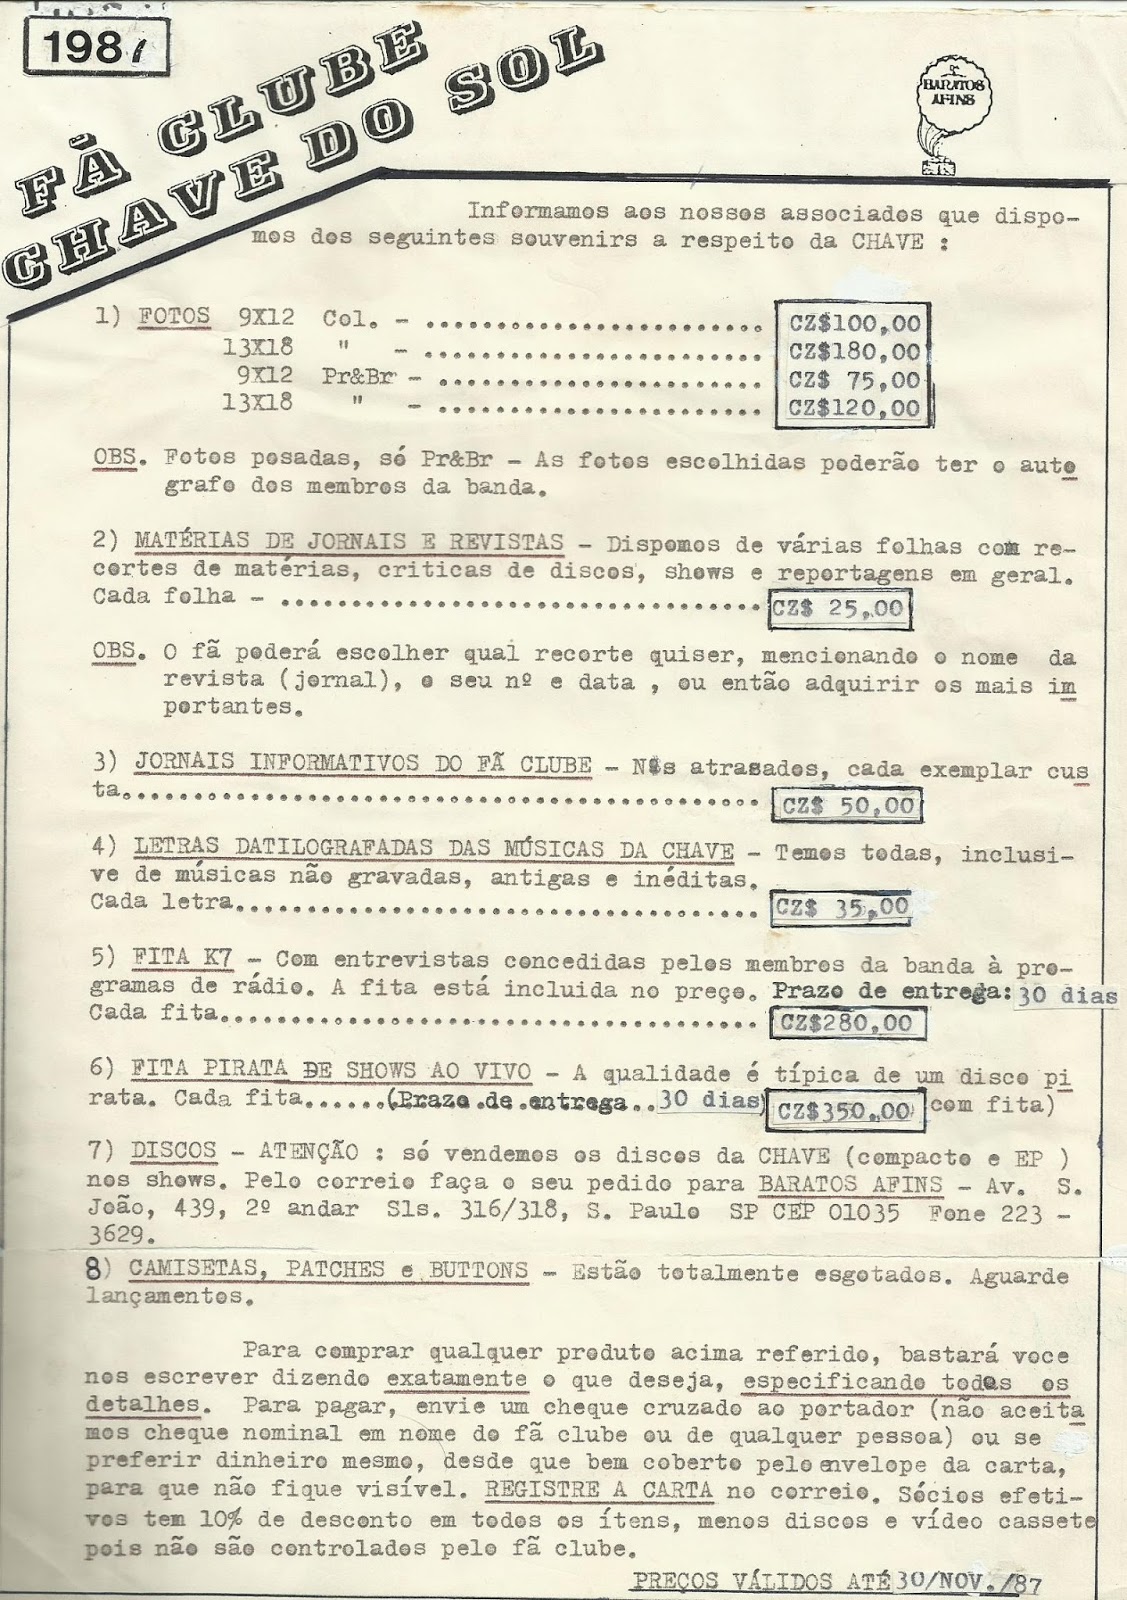 1987
FÃ CLUBE
CHAVE DO SOL
BARATOS
AFINS
Informamos aos nossos associados que dispo-
mos dos seguintes souvenirs a respeito da CHAVE :
1) FOTOS 9X12 Col. - ........................ CZ$100,00
13X18 " - ........................ CZ$180,00
9X12 Pr&Br - ....................... CZ$ 75,00
13X18 " - ......................... CZ$120,00
OBS. Fotos posadas, só Pr&Br - As fotos escolhidas poderão ter o auto
grafo dos membros da banda.
2) MATÉRIAS DE JORNAIS E REVISTAS - Dispomos de várias folhas com re-
cortes de matérias, criticas de discos, shows e reportagens em geral.
Cada folha - .................................. CZ$ 25,00
OBS. O fã poderá escolher qual recorte quiser, mencionando o nome da
revista (jornal), o seu nº e data , ou então adquirir os mais im
portantes.
3) JORNAIS INFORMATIVOS DO FÃ CLUBE - Nºs atrasados, cada exemplar cus
ta............................................. CZ$ 50,00
4) LETRAS DATILOGRAFADAS DAS MÚSICAS DA CHAVE - Temos todas, inclusi-
ve de músicas não gravadas, antigas e inéditas.
Cada letra..................................... CZ$ 35,00
5) FITA K7 - Com entrevistas concedidas pelos membros da banda à pro-
gramas de rádio. A fita está incluida no preço. Prazo de entrega: 30 dias
Cada fita...................................... CZ$280,00
6) FITA PIRATA DE SHOWS AO VIVO - A qualidade é típica de um disco pi
rata. Cada fita......(Prazo de entrega..30 dias) CZ$350,00 com fita)
7) DISCOS - ATENÇÃO : só vendemos os discos da CHAVE (compacto e EP )
nos shows. Pelo correio faça o seu pedido para BARATOS AFINS - Av. S.
João, 439, 2º andar Sls. 316/318, S. Paulo SP CEP 01035 Fone 223 -
3629.
8) CAMISETAS, PATCHES e BUTTONS - Estão totalmente esgotados. Aguarde
lançamentos.
Para comprar qualquer produto acima referido, bastará voce
nos escrever dizendo exatamente o que deseja, especificando todos os
detalhes. Para pagar, envie um cheque cruzado ao portador (não aceita
mos cheque nominal em nome do fã clube ou de qualquer pessoa) ou se
preferir dinheiro mesmo, desde que bem coberto pelo envelope da carta,
para que não fique visível. REGISTRE A CARTA no correio. Sócios efeti-
vos tem 10% de desconto em todos os ítens, menos discos e vídeo cassete
pois não são controlados pelo fã clube.
PREÇOS VÁLIDOS ATÉ 30/NOV./87